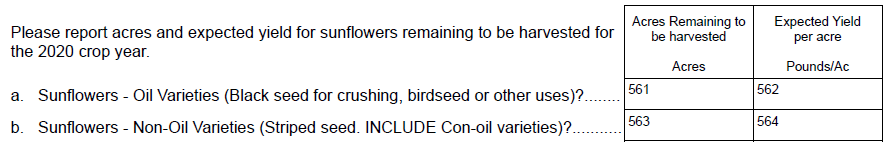 Please report acres and expected yield for sunflowers remaining to be harvested for
the 2020 crop year.
Acres Remaining to
be harvested
Acres
Expected Yield
per acre
Pounds/Ac
a. Sunflowers - Oil Varieties (Black seed for crushing, birdseed or other uses)?........ 561 562
b. Sunflowers - Non-Oil Varieties (Striped seed. INCLUDE Con-oil varieties)?........... 563 564